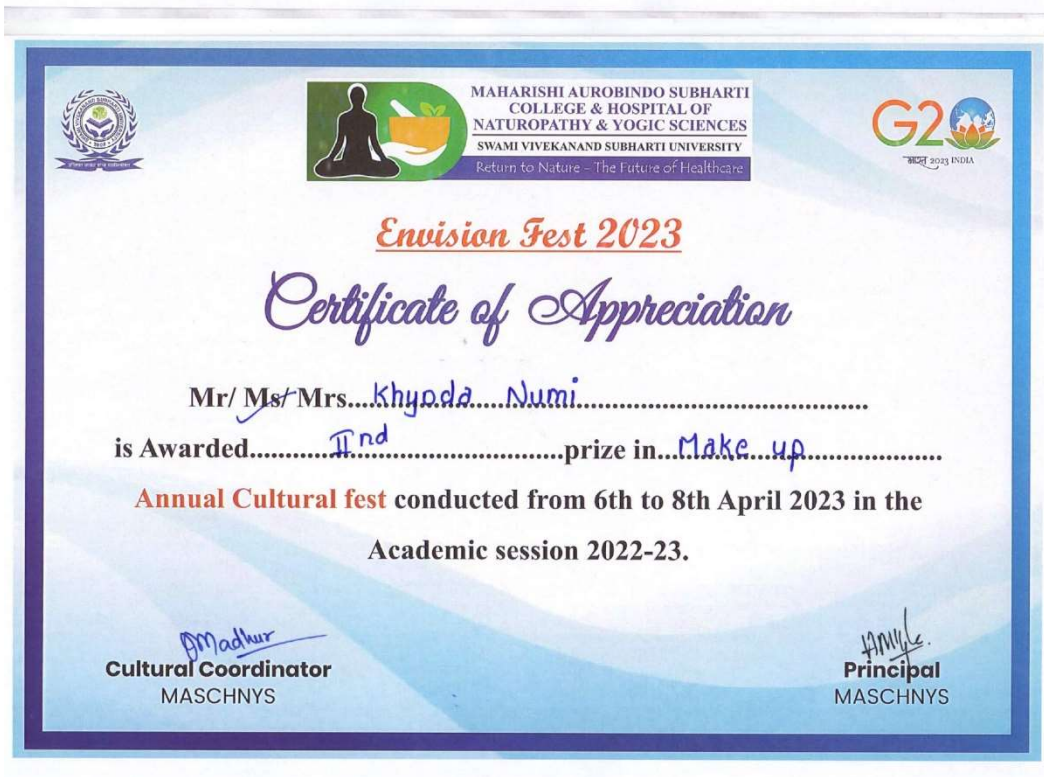 MAHARISHI AUROBINDO SUBHARTI
COLLEGE & HOSPITAL OF
NATUROPATHY & YOGIC SCIENCES
SWAMI VIVEKANAND SUBHARTI UNIVERSITY
Return to Nature – The Future of Healthcare
G20
भारत 2023 INDIA
Envision Fest 2023
Certificate of Appreciation
Mr/ Ms/ Mrs....Khyoda.....Numi....................................................
is Awarded............IInd................................prize in...Make...up.......................
Annual Cultural fest conducted from 6th to 8th April 2023 in the
Academic session 2022-23.
Madhur
Cultural Coordinator
MASCHNYS
Principal
MASCHNYS